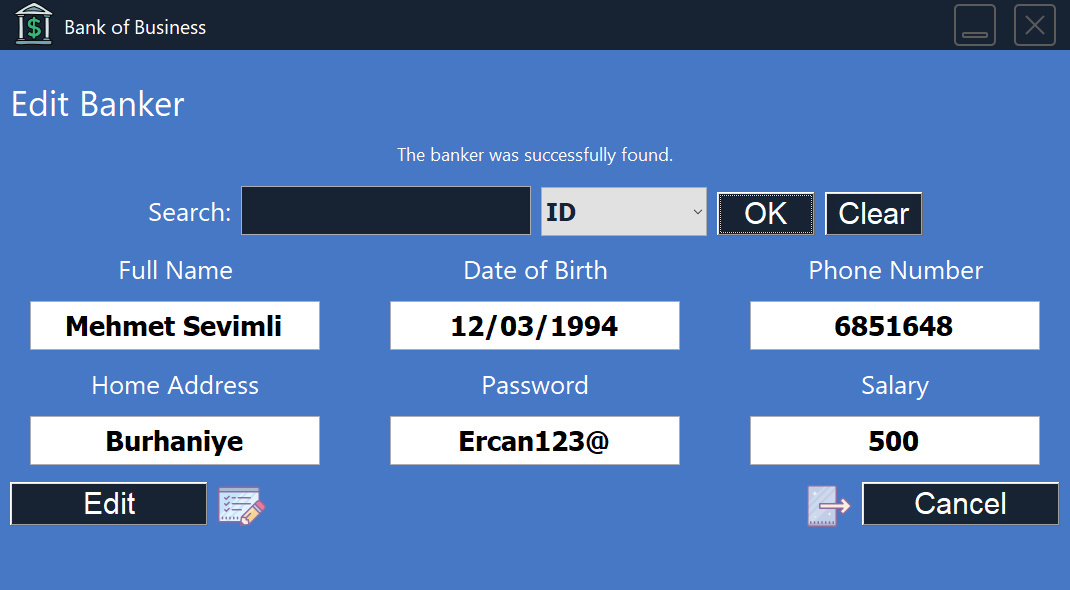 Bank of Business
Edit Banker
The banker was successfully found.
Search: ID OK Clear
Full Name Date of Birth Phone Number
Mehmet Sevimli 12/03/1994 6851648
Home Address Password Salary
Burhaniye Ercan123@ 500
Edit Cancel